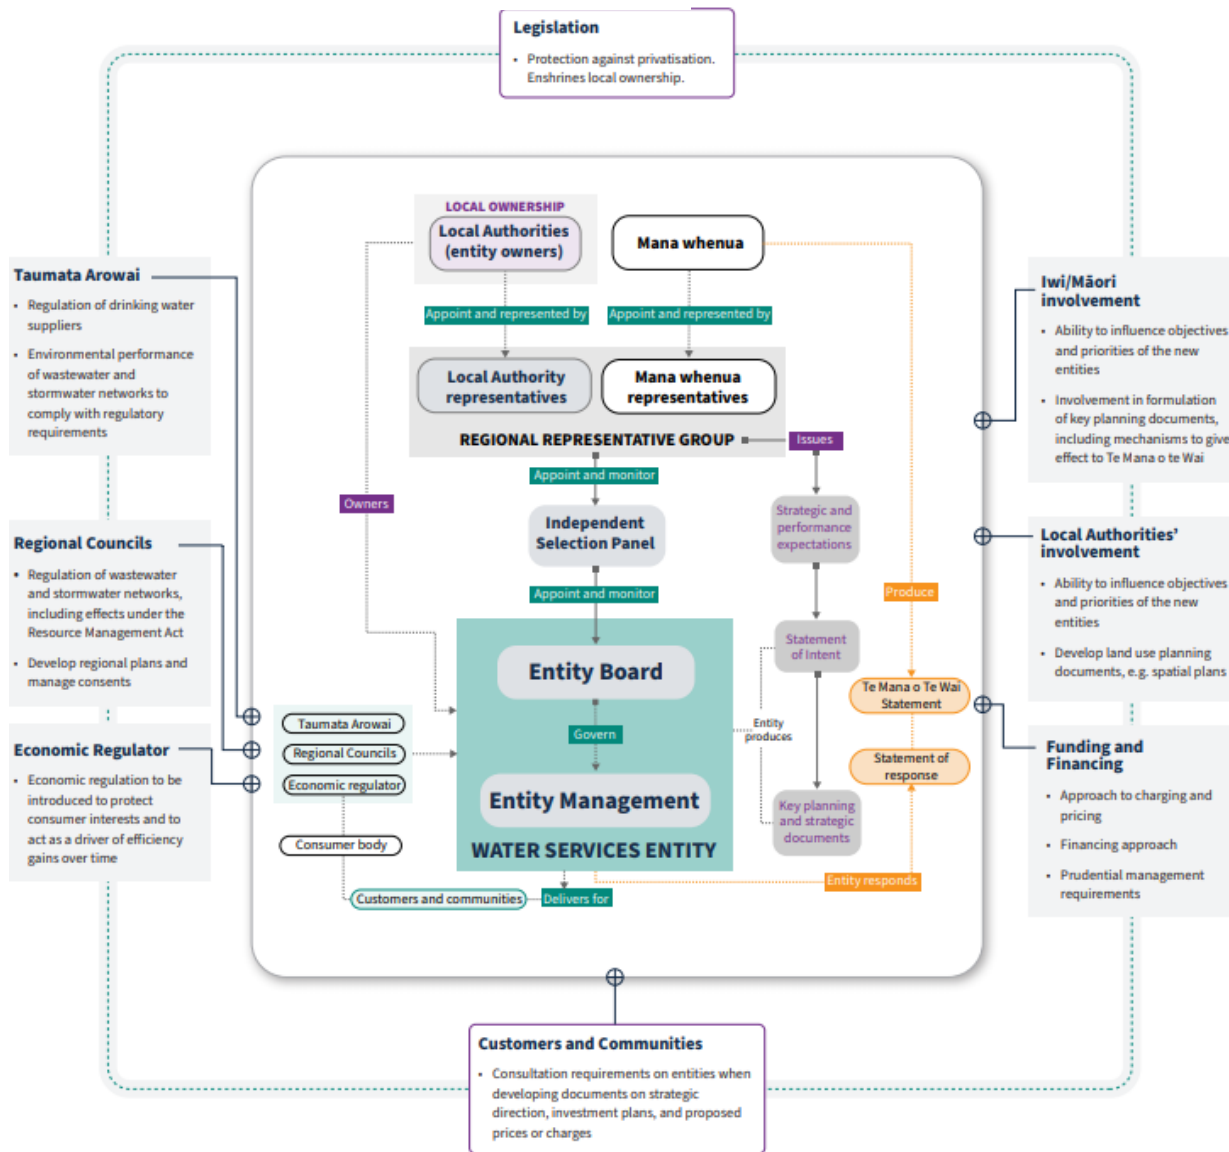 Legislation
• Protection against privatisation.
Enshrines local ownership.
LOCAL OWNERSHIP
Local Authorities
(entity owners)
Mana whenua
Appoint and represented by
Appoint and represented by
Local Authority
representatives
Mana whenua
representatives
REGIONAL REPRESENTATIVE GROUP
Issues
Appoint and monitor
Owners
Independent
Selection Panel
Strategic and
performance
expectations
Appoint and monitor
Produce
Entity Board
Statement
of Intent
Te Mana o Te Wai
Statement
Govern
Entity
produces
Taumata Arowai
Regional Councils
Economic regulator
Statement of
response
Entity Management
Key planning
and strategic
documents
Consumer body
WATER SERVICES ENTITY
Entity responds
Customers and communities
Delivers for
Taumata Arowai
• Regulation of drinking water
suppliers
• Environmental performance
of wastewater and
stormwater networks to
comply with regulatory
requirements
Regional Councils
• Regulation of wastewater
and stormwater networks,
including effects under the
Resource Management Act
• Develop regional plans and
manage consents
Economic Regulator
• Economic regulation to be
introduced to protect
consumer interests and to
act as a driver of efficiency
gains over time
Iwi/Māori
involvement
• Ability to influence objectives
and priorities of the new
entities
• Involvement in formulation
of key planning documents,
including mechanisms to give
effect to Te Mana o te Wai
Local Authorities’
involvement
• Ability to influence objectives
and priorities of the new
entities
• Develop land use planning
documents, e.g. spatial plans
Funding and
Financing
• Approach to charging and
pricing
• Financing approach
• Prudential management
requirements
Customers and Communities
• Consultation requirements on entities when
developing documents on strategic
direction, investment plans, and proposed
prices or charges